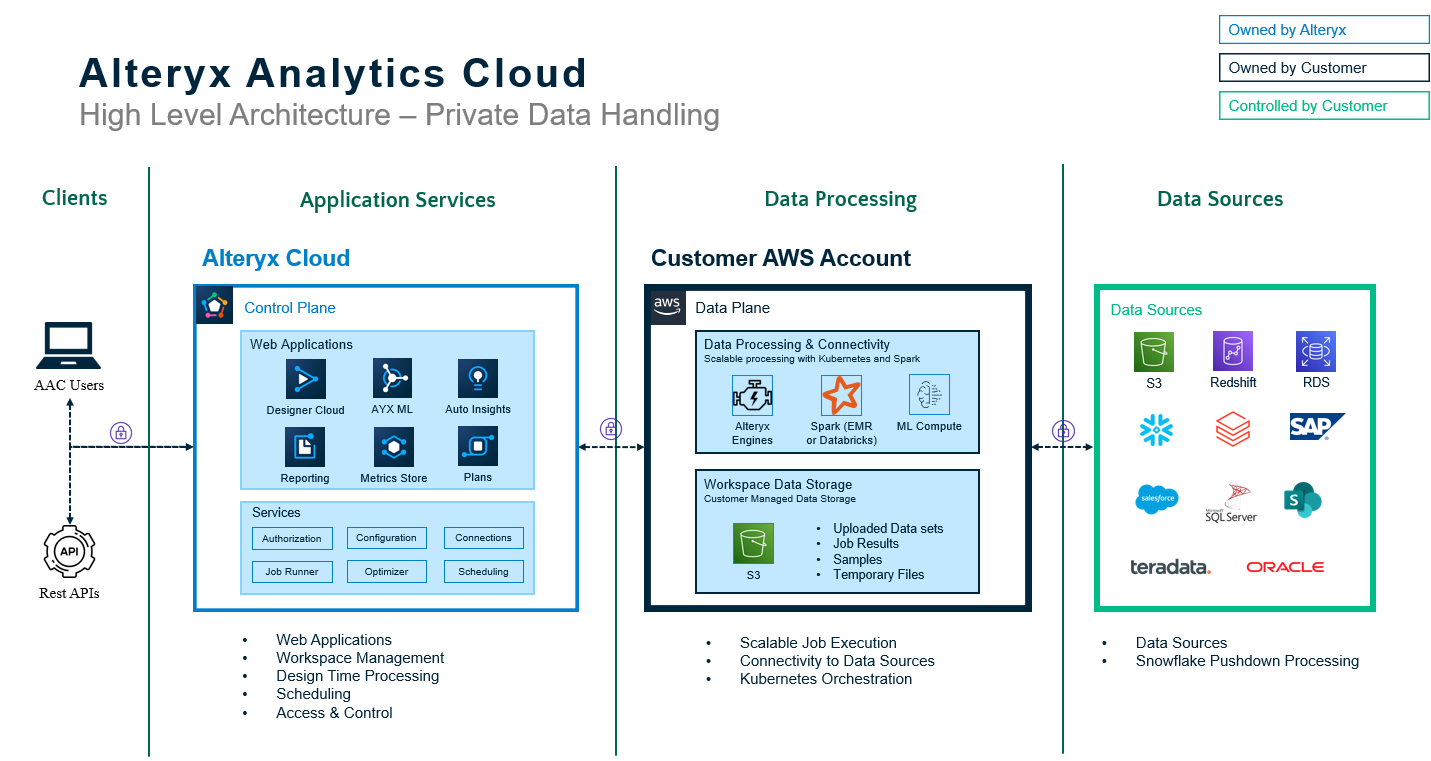 Owned by Alteryx
Owned by Customer
Controlled by Customer
Alteryx Analytics Cloud
High Level Architecture – Private Data Handling
Clients
Application Services
Data Processing
Data Sources
AAC Users
API
Rest APIs
Alteryx Cloud
Control Plane
Web Applications
Designer Cloud
AYX ML
Auto Insights
Reporting
Metrics Store
Plans
Services
Authorization
Configuration
Connections
Job Runner
Optimizer
Scheduling
• Web Applications
• Workspace Management
• Design Time Processing
• Scheduling
• Access & Control
Customer AWS Account
aws
Data Plane
Data Processing & Connectivity
Scalable processing with Kubernetes and Spark
Alteryx
Engines
Spark (EMR
or Databricks)
ML Compute
Workspace Data Storage
Customer Managed Data Storage
S3
• Uploaded Data sets
• Job Results
• Samples
• Temporary Files
• Scalable Job Execution
• Connectivity to Data Sources
• Kubernetes Orchestration
Data Sources
S3
Redshift
RDS
SAP
salesforce
Microsoft
SQL Server
S
teradata.
ORACLE
• Data Sources
• Snowflake Pushdown Processing